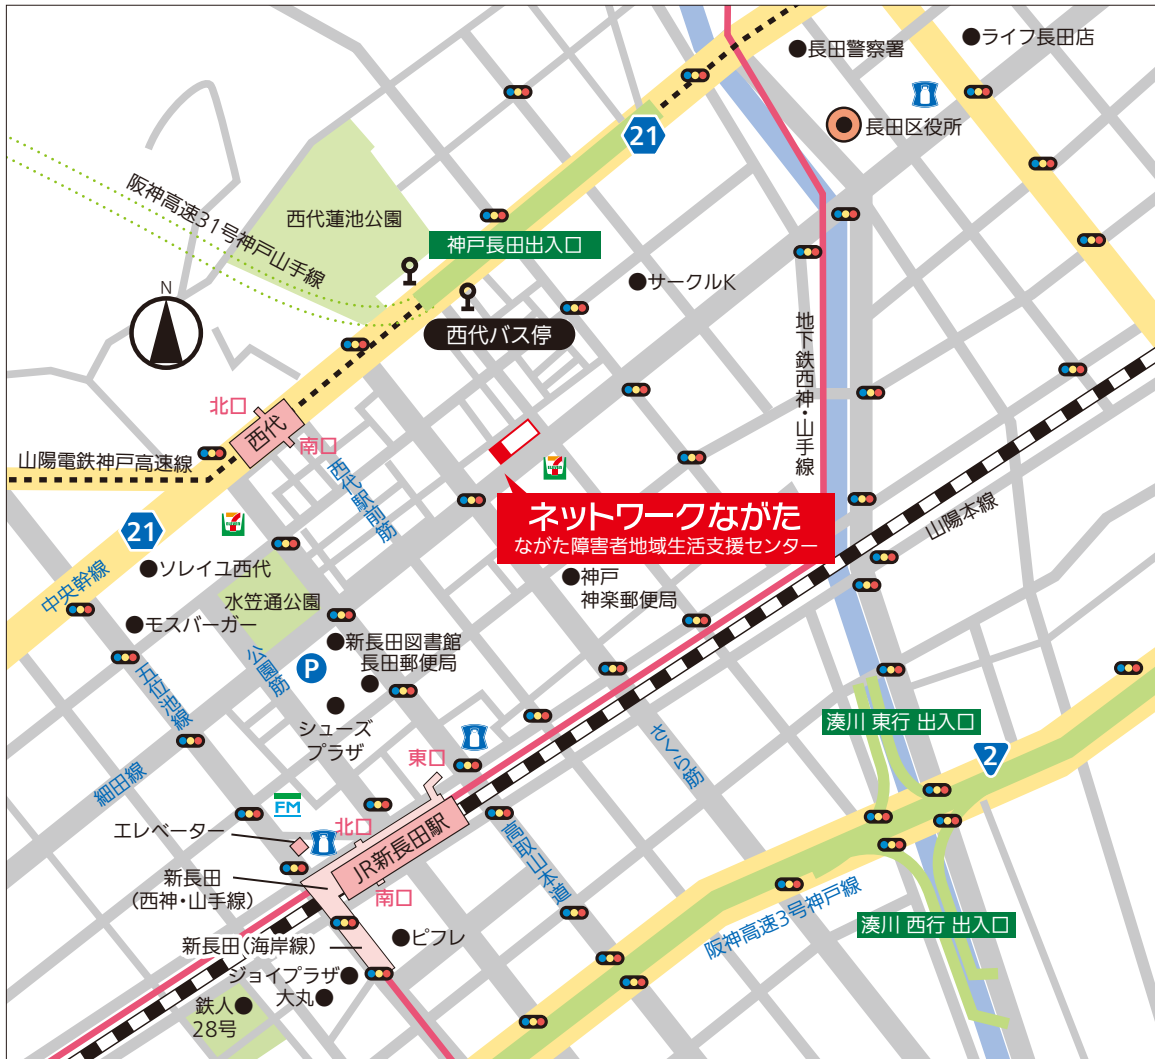 ライフ長田店
長田警察署
長田区役所
21
阪神高速31号神戸山手線
西代蓮池公園
神戸長田出入口
サークルK
N
西代バス停
地下鉄西神・山手線
北口
西代
南口
山陽電鉄神戸高速線
西代駅前筋
ネットワークながた
ながた障害者地域生活支援センター
山陽本線
21
中央幹線
ソレイユ西代
水笠通公園
モスバーガー
神戸
神楽郵便局
新長田図書館
長田郵便局
公園筋
P
五位池線
シューズ
プラザ
細田線
東口
さくら筋
湊川 東行 出入口
2
FM
エレベーター
北口
JR新長田駅
南口
高取山本道
新長田
(西神・山手線)
新長田(海岸線)
ピフレ
ジョイプラザ
大丸
鉄人
28号
阪神高速3号神戸線
湊川 西行 出入口